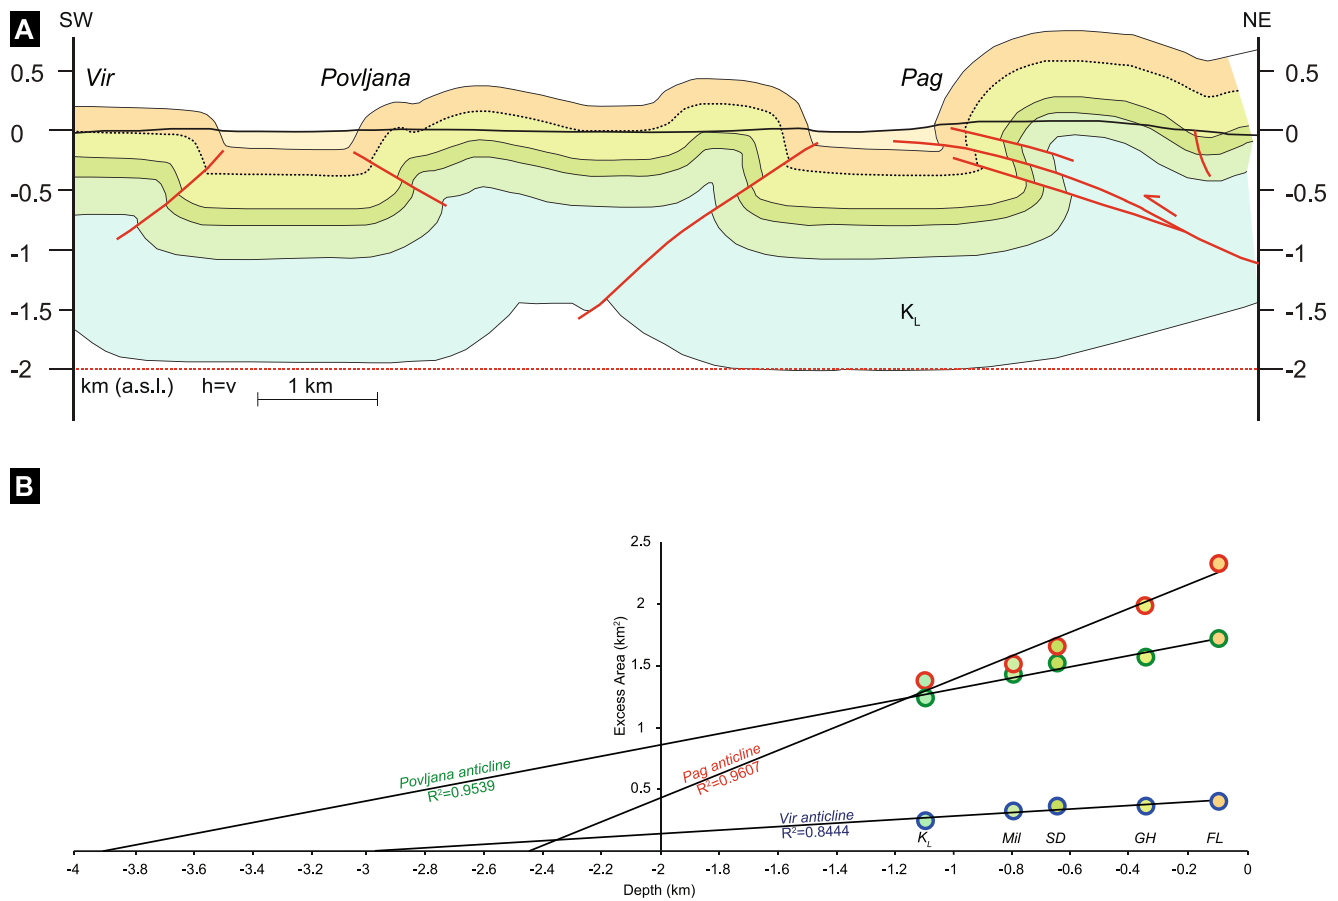 A
SW
NE
Vir
Povljana
Pag
0.5
0.5
0
0
-0.5
-0.5
-1
-1
-1.5
KL
-1.5
-2
-2
km (a.s.l.)
h=v
1 km
B
2.5
2
1.5
1
0.5
Excess Area (km²)
Povljana anticline
R²=0.9539
Pag anticline
R²=0.9607
Vir anticline
R²=0.8444
KL Mil SD GH FL
-4 -3.8 -3.6 -3.4 -3.2 -3 -2.8 -2.6 -2.4 -2.2 -2 -1.8 -1.6 -1.4 -1.2 -1 -0.8 -0.6 -0.4 -0.2 0
Depth (km)